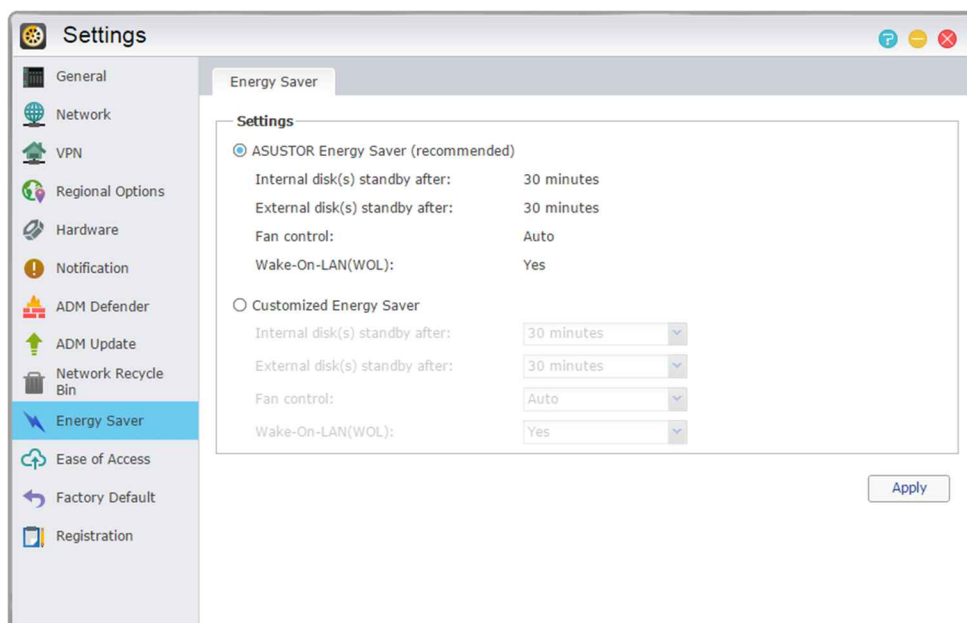 Settings
General
Network
VPN
Regional Options
Hardware
Notification
ADM Defender
ADM Update
Network Recycle
Bin
Energy Saver
Ease of Access
Factory Default
Registration
Energy Saver
Settings
ASUSTOR Energy Saver (recommended)
Internal disk(s) standby after: 30 minutes
External disk(s) standby after: 30 minutes
Fan control: Auto
Wake-On-LAN(WOL): Yes
Customized Energy Saver
Internal disk(s) standby after: 30 minutes
External disk(s) standby after: 30 minutes
Fan control: Auto
Wake-On-LAN(WOL): Yes
Apply